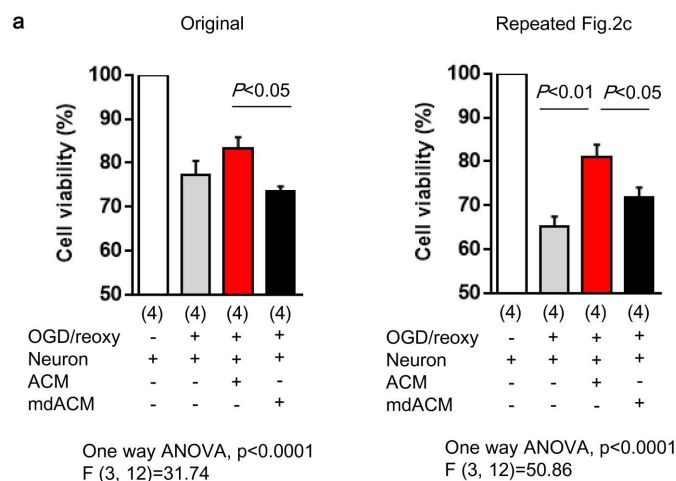 a
Original
Repeated Fig.2c
Cell viability (%)
100
90
80
70
60
50
P<0.05
(4) (4) (4) (4)
OGD/reoxy - + + +
Neuron + + + +
ACM - - + -
mdACM - - - +
One way ANOVA, p<0.0001
F (3, 12)=31.74
Cell viability (%)
100
90
80
70
60
50
P<0.01 P<0.05
(4) (4) (4) (4)
OGD/reoxy - + + +
Neuron + + + +
ACM - - + -
mdACM - - - +
One way ANOVA, p<0.0001
F (3, 12)=50.86